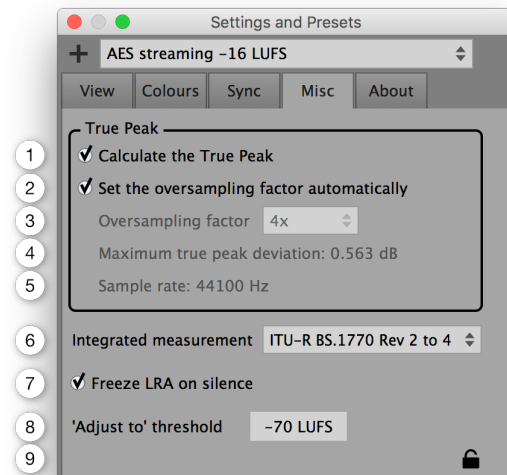 Settings and Presets
AES streaming -16 LUFS
View Colours Sync Misc About
True Peak
1 Calculate the True Peak
2 Set the oversampling factor automatically
3 Oversampling factor 4x
4 Maximum true peak deviation: 0.563 dB
5 Sample rate: 44100 Hz
6 Integrated measurement ITU-R BS.1770 Rev 2 to 4
7 Freeze LRA on silence
8 'Adjust to' threshold -70 LUFS
9